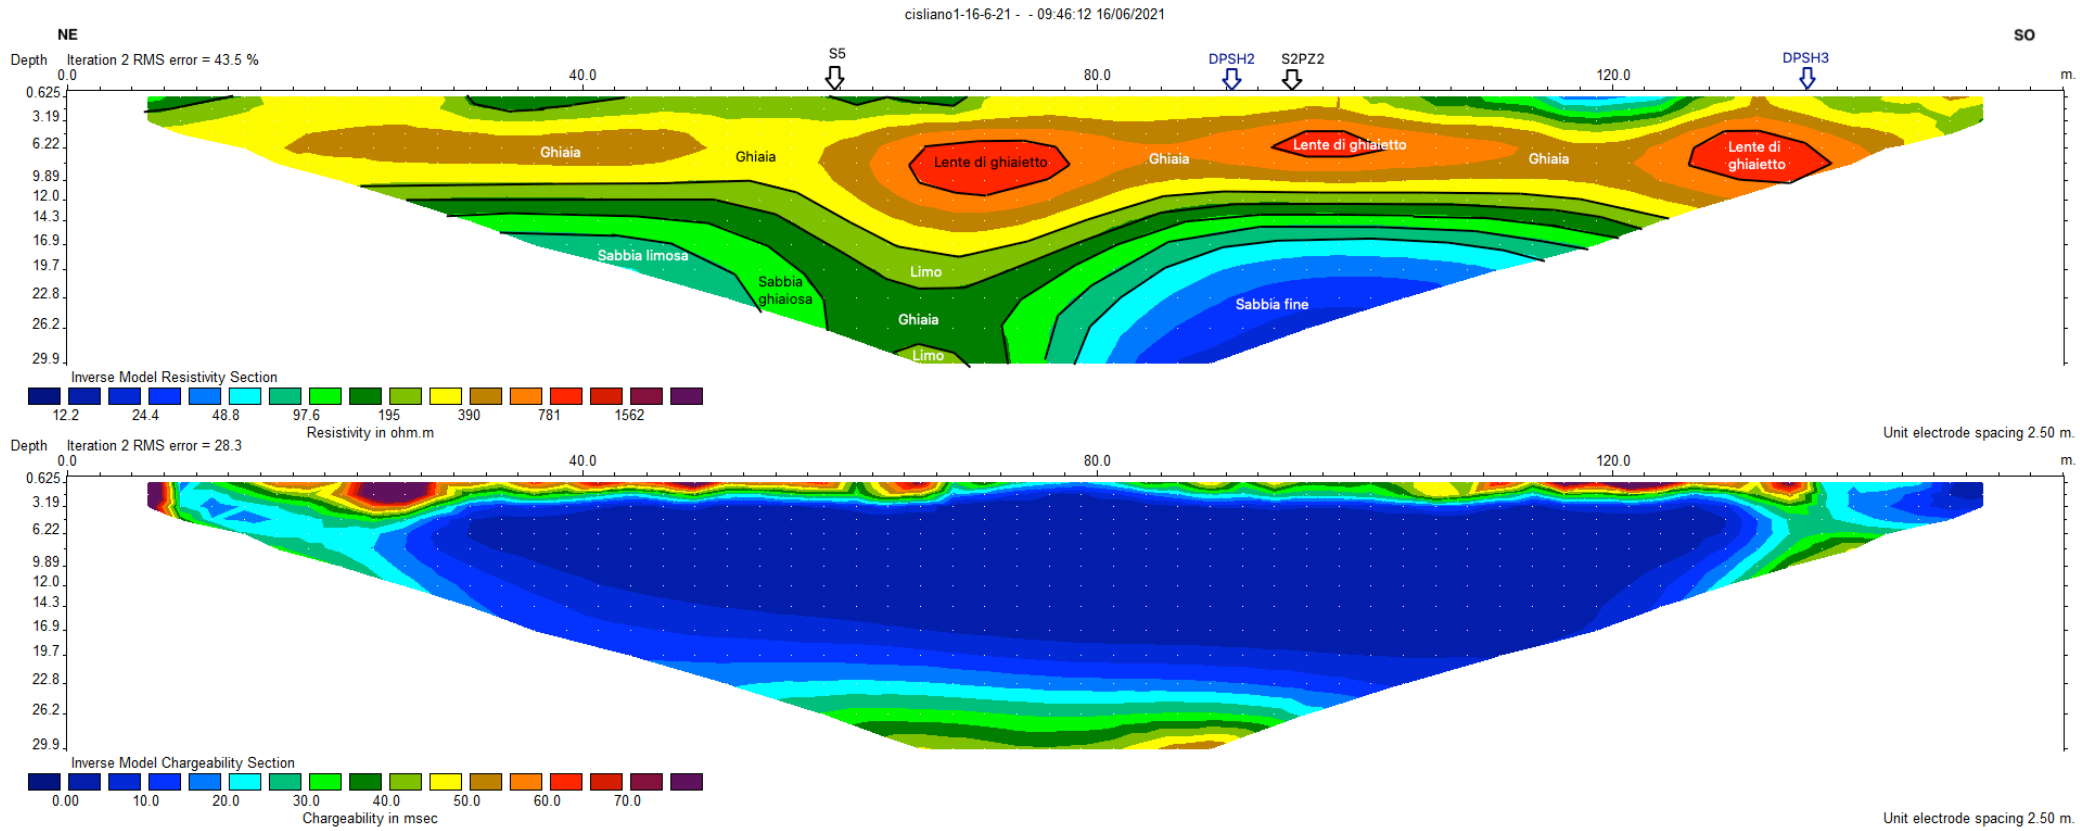 cisliano1-16-6-21 - - 09:46:12 16/06/2021
NE
SO
Depth Iteration 2 RMS error = 43.5 %
S5
DPSH2
S2PZ2
DPSH3
0.0 40.0 80.0 120.0 m.
0.625
3.19
6.22
9.89
12.0
14.3
16.9
19.7
22.8
26.2
29.9
Ghiaia
Ghiaia
Lente di ghiaietto
Ghiaia
Lente di ghiaietto
Ghiaia
Lente di
ghiaietto
Sabbia limosa
Sabbia
ghiaiosa
Limo
Ghiaia
Limo
Sabbia fine
Inverse Model Resistivity Section
12.2 24.4 48.8 97.6 195 390 781 1562
Resistivity in ohm.m
Unit electrode spacing 2.50 m.
Depth Iteration 2 RMS error = 28.3
0.0 40.0 80.0 120.0 m.
0.625
3.19
6.22
9.89
12.0
14.3
16.9
19.7
22.8
26.2
29.9
Inverse Model Chargeability Section
0.00 10.0 20.0 30.0 40.0 50.0 60.0 70.0
Chargeability in msec
Unit electrode spacing 2.50 m.